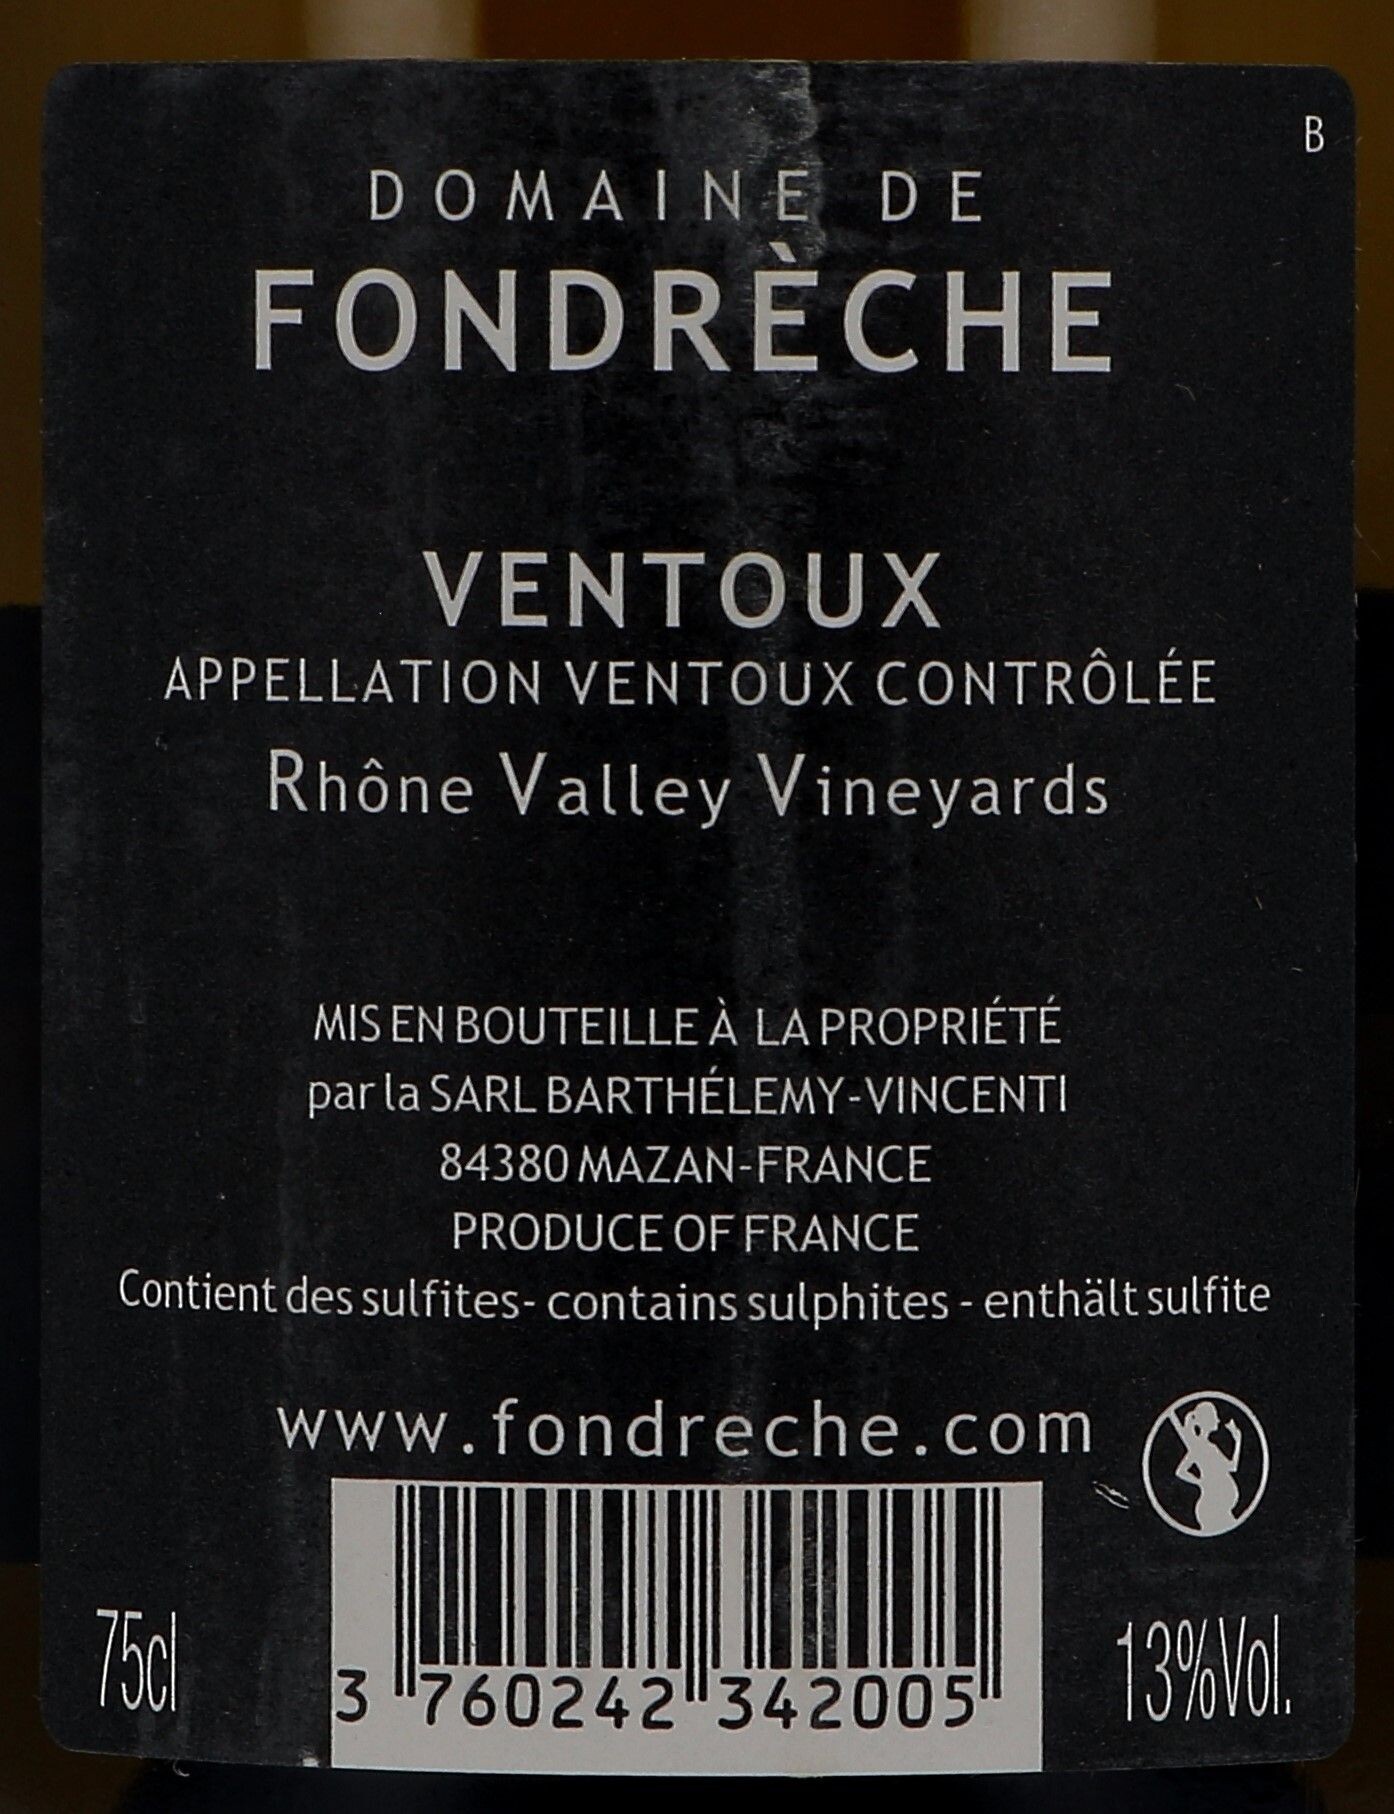 B
DOMAINE DE
FONDRÈCHE
VENTOUX
APPELLATION VENTOUX CONTRÔLÉE
Rhône Valley Vineyards
MIS EN BOUTEILLE À LA PROPRIÉTÉ
par la SARL BARTHÉLEMY-VINCENTI
84380 MAZAN-FRANCE
PRODUCE OF FRANCE
Contient des sulfites- contains sulphites - enthält sulfite
www.fondreche.com
75cl
3 760242 342005
13%Vol.